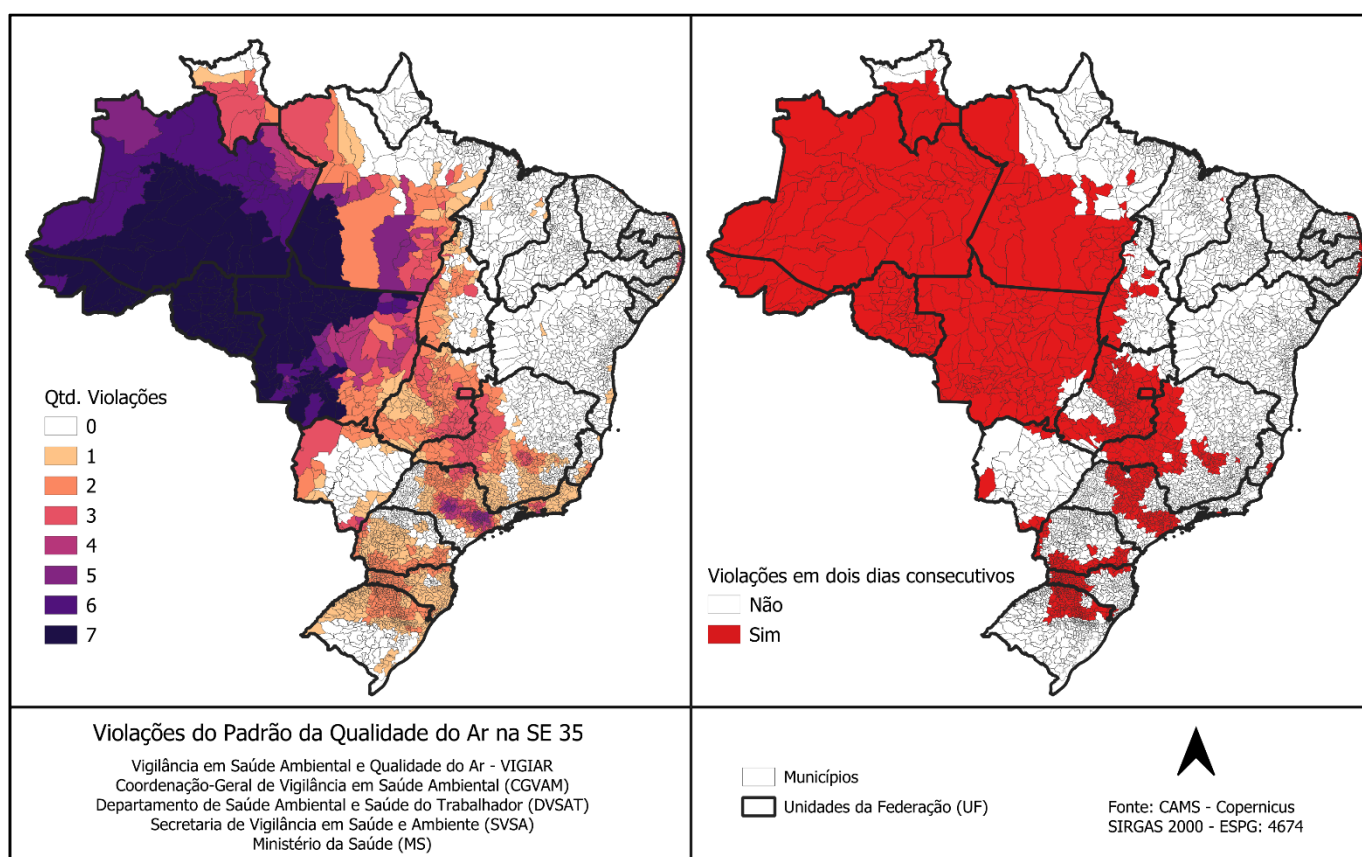 Qtd. Violações
0
1
2
3
4
5
6
7
Violações em dois dias consecutivos
Não
Sim
Violações do Padrão da Qualidade do Ar na SE 35
Vigilância em Saúde Ambiental e Qualidade do Ar - VIGIAR
Coordenação-Geral de Vigilância em Saúde Ambiental (CGVAM)
Departamento de Saúde Ambiental e Saúde do Trabalhador (DVSAT)
Secretaria de Vigilância em Saúde e Ambiente (SVSA)
Ministério da Saúde (MS)
Municípios
Unidades da Federação (UF)
Fonte: CAMS - Copernicus
SIRGAS 2000 - ESPG: 4674